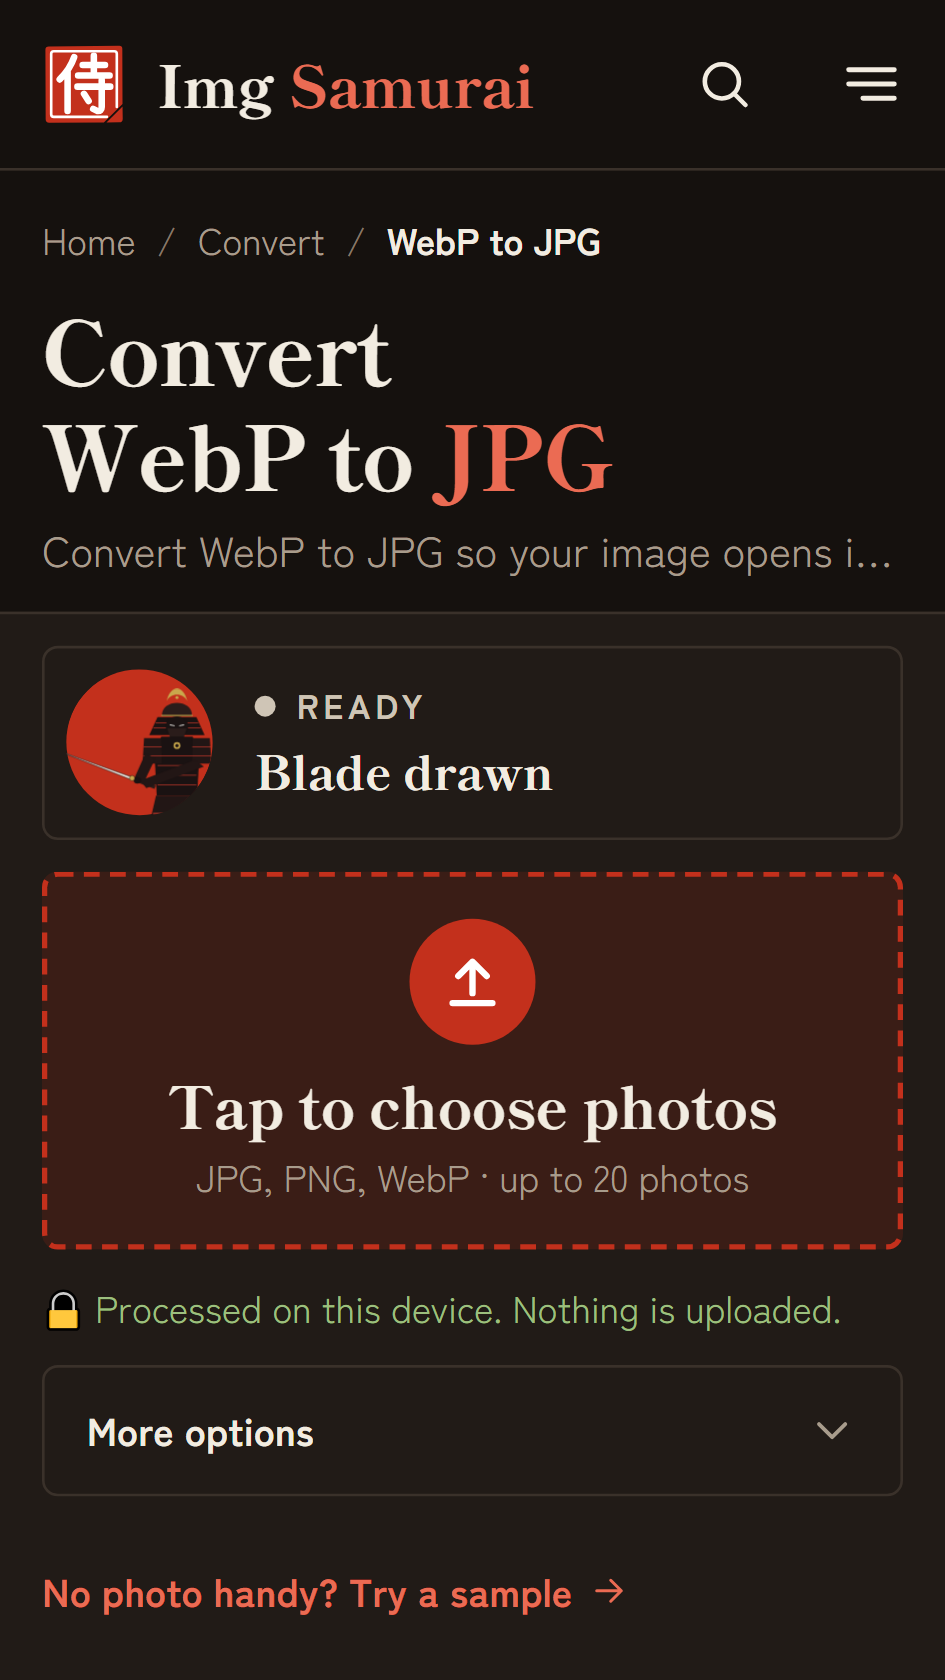 侍 Img Samurai
Home / Convert / WebP to JPG
Convert
WebP to JPG
Convert WebP to JPG so your image opens i...
READY
Blade drawn
Tap to choose photos
JPG, PNG, WebP · up to 20 photos
Processed on this device. Nothing is uploaded.
More options
No photo handy? Try a sample →